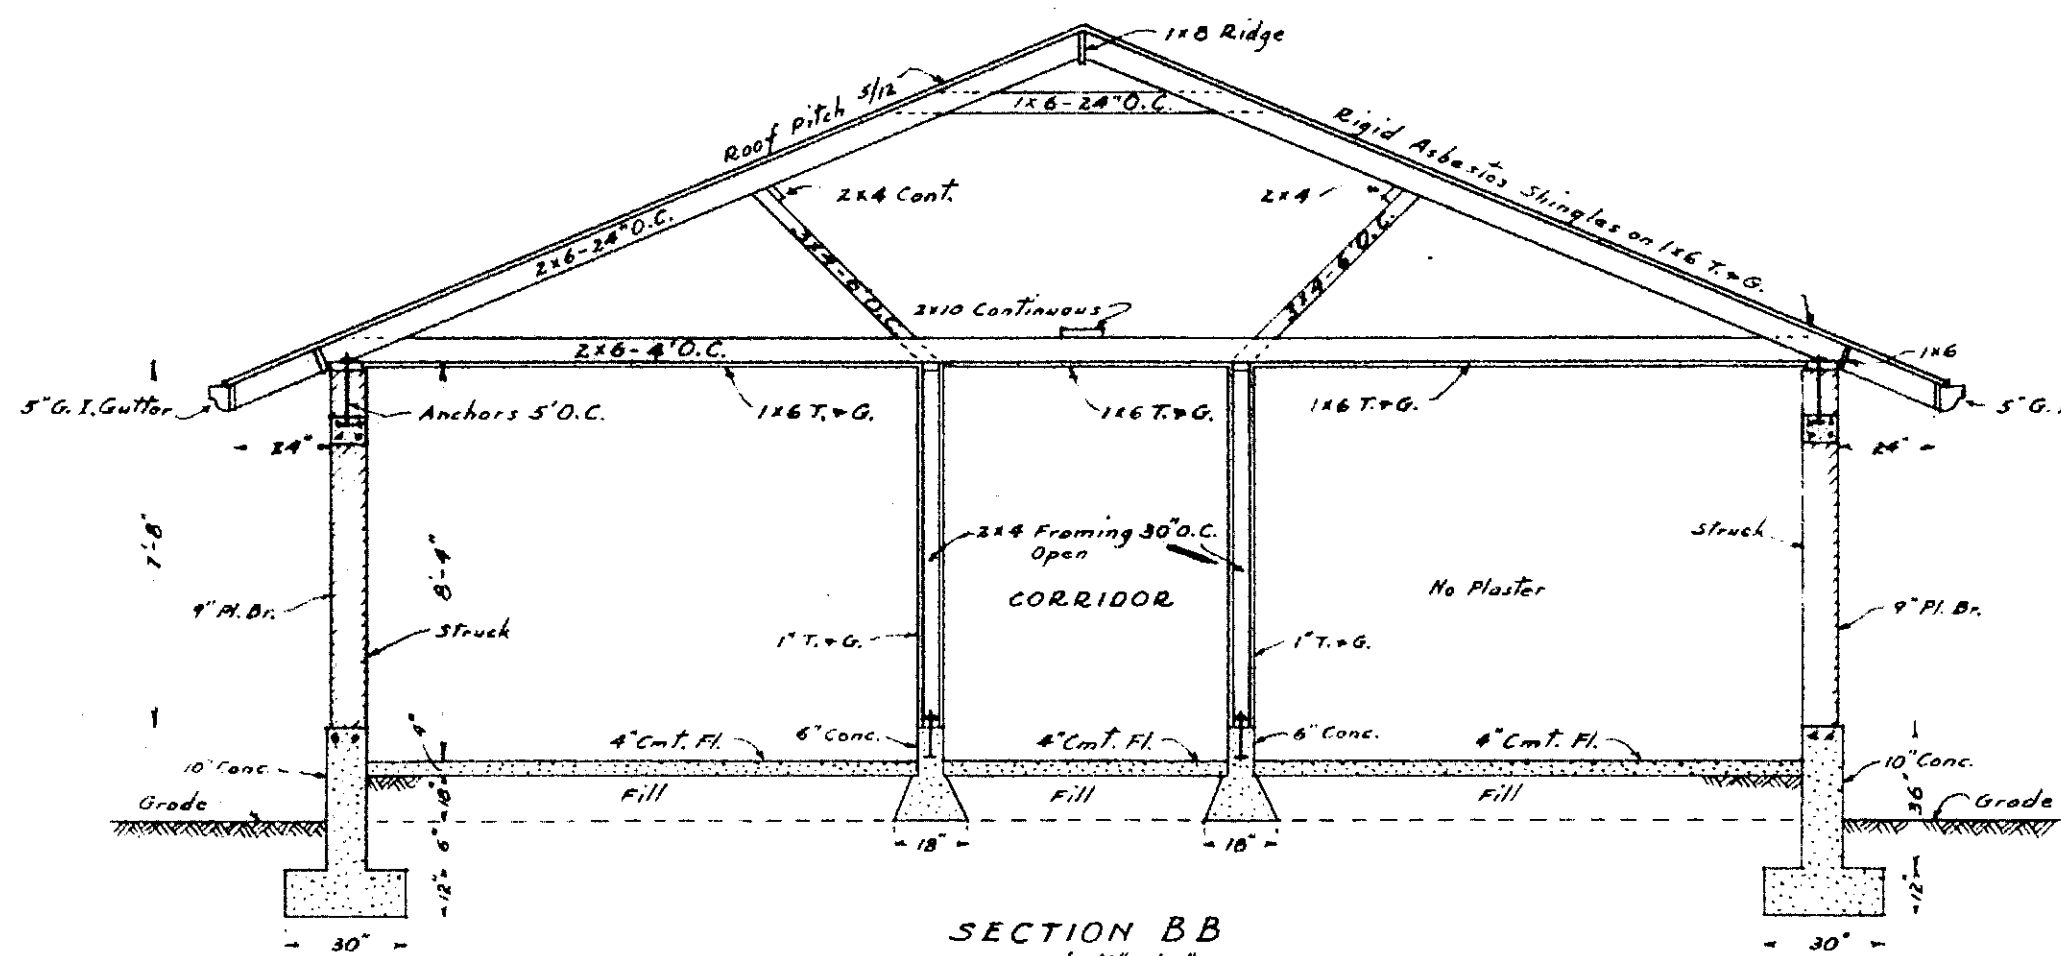 1x8 Ridge
Roof Pitch 5/12
1x6-24"O.C.
Rigid Asbestos Shingles on 1x6 T.&G.
2x4 Cont.
2x4
2x6-24"O.C.
3x4-6'O.C.
3x4-6'O.C.
2x10 Continuous
2x6-4'O.C.
1x6
5"G.I.Gutter
Anchors 5'O.C.
1x6 T.&G.
1x6 T.&G.
1x6 T.&G.
5"G.
24"
24"
7'-8"
8'-4"
2x4 Framing 30"O.C.
Open
Struck
CORRIDOR
No Plaster
9"Pl.Br.
9"Pl.Br.
Struck
1"T.&G.
1"T.&G.
4"
4"Cmt.Fl.
6"Conc.
4"Cmt.Fl.
6"Conc.
4"Cmt.Fl.
10"Conc.
10"Conc.
Grade
18"
Fill
Fill
Fill
36"
Grade
6"
18"
18"
12"
12"
30"
30"
SECTION BB